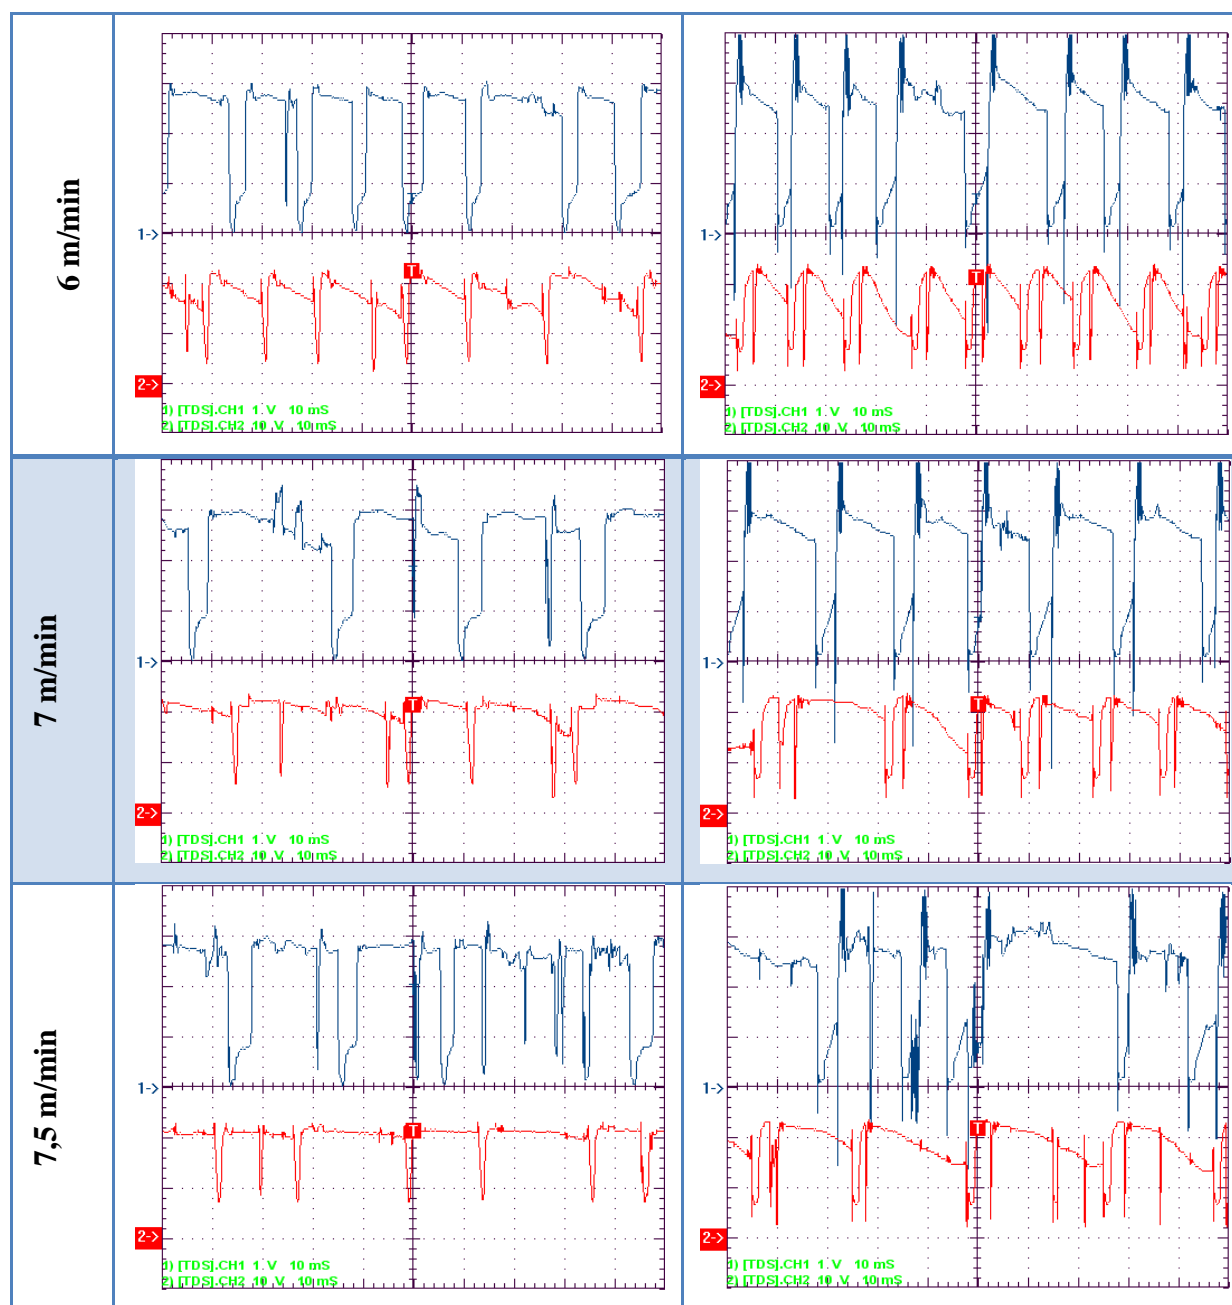 6 m/min
1->
T
2->
1) [TDS].CH1 1. V 10 mS
2) [TDS].CH2 10 V 10 mS
1->
T
2->
1) [TDS].CH1 1. V 10 mS
2) [TDS].CH2 10 V 10 mS
7 m/min
1->
T
2->
1) [TDS].CH1 1. V 10 mS
2) [TDS].CH2 10 V 10 mS
1->
T
2->
1) [TDS].CH1 1. V 10 mS
2) [TDS].CH2 10 V 10 mS
7,5 m/min
1->
T
2->
1) [TDS].CH1 1. V 10 mS
2) [TDS].CH2 10 V 10 mS
1->
T
2->
1) [TDS].CH1 1. V 10 mS
2) [TDS].CH2 10 V 10 mS